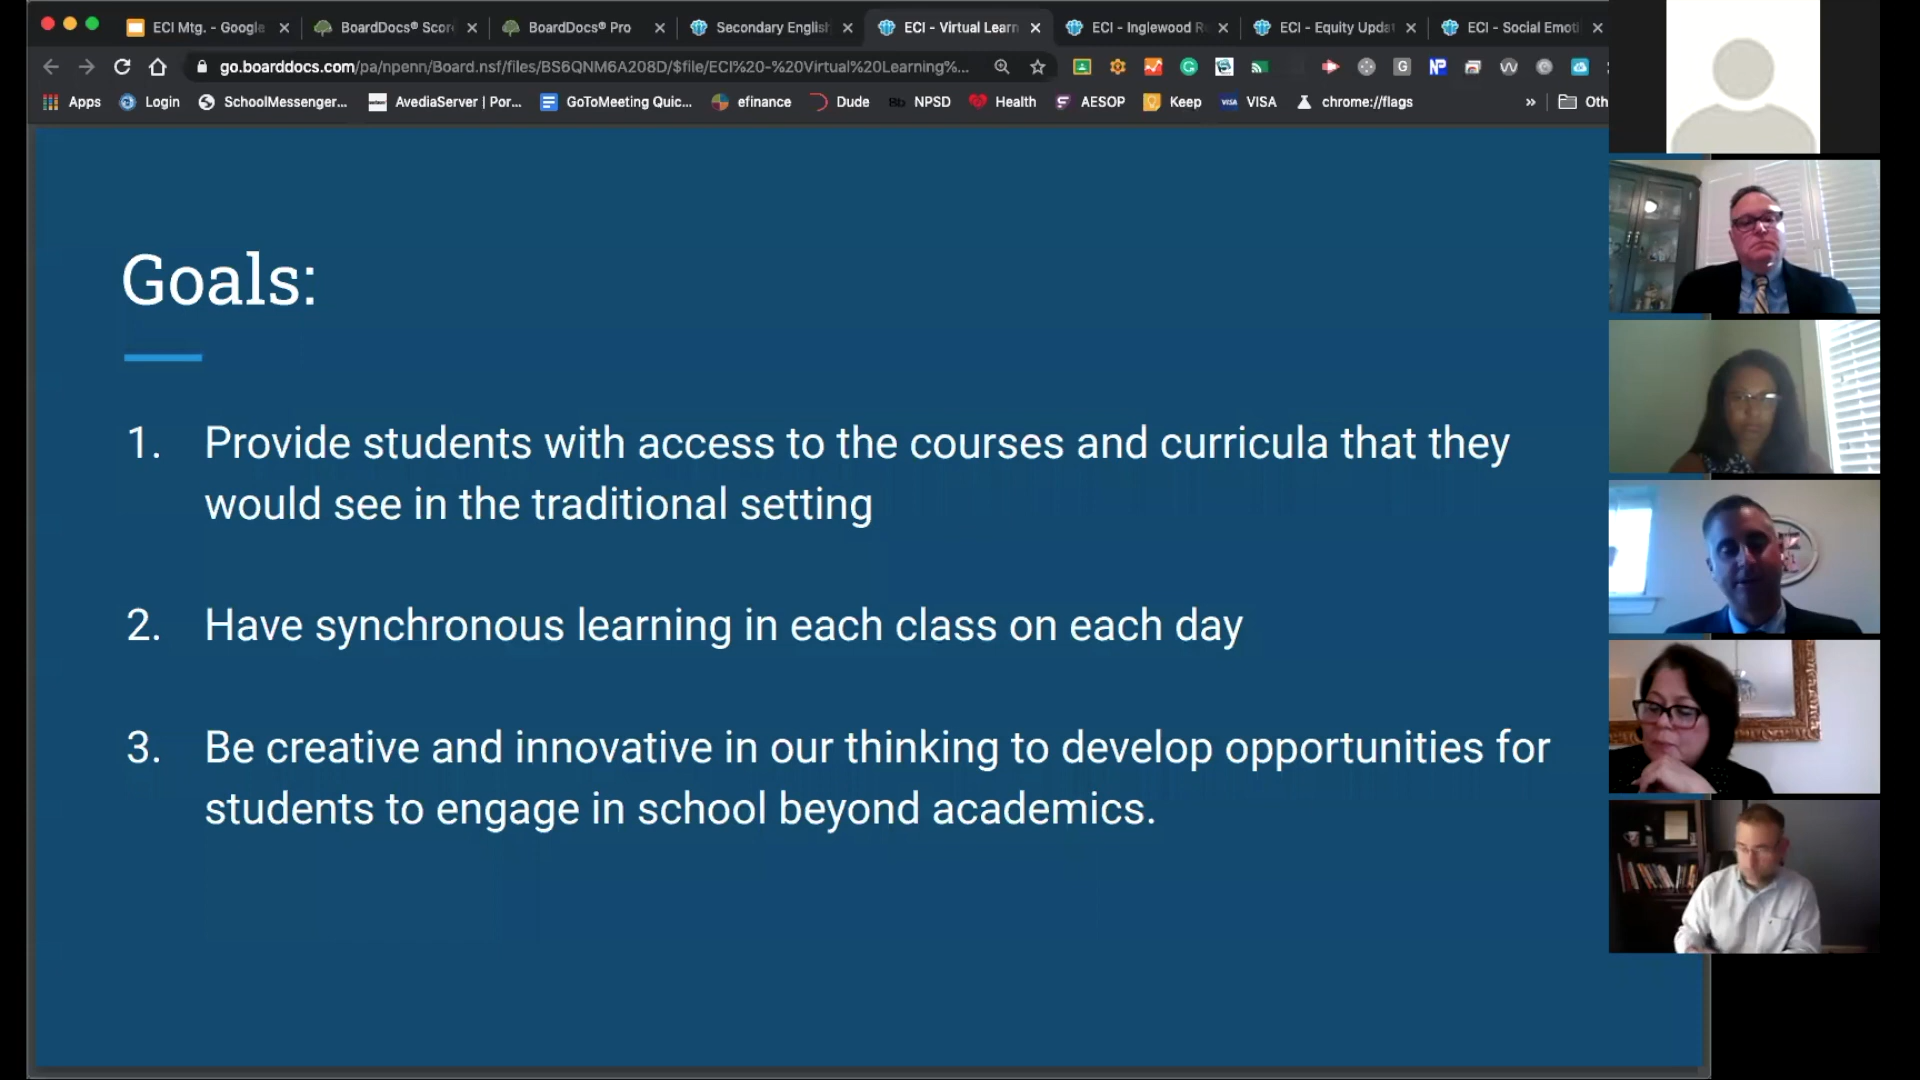 ECI Mtg. - Google
BoardDocs® Scor
BoardDocs® Pro
Secondary English
ECI - Virtual Learn
ECI - Inglewood R
ECI - Equity Updat
ECI - Social Emoti
go.boarddocs.com/pa/npenn/Board.nsf/files/BS6QNM6A208D/$file/ECI%20-%20Virtual%20Learning%...
Apps
Login
SchoolMessenger...
AvediaServer | Por...
GoToMeeting Quic...
efinance
Dude
Bb NPSD
Health
AESOP
Keep
VISA VISA
chrome://flags
»
Oth
Goals:
1. Provide students with access to the courses and curricula that they
would see in the traditional setting
2. Have synchronous learning in each class on each day
3. Be creative and innovative in our thinking to develop opportunities for
students to engage in school beyond academics.